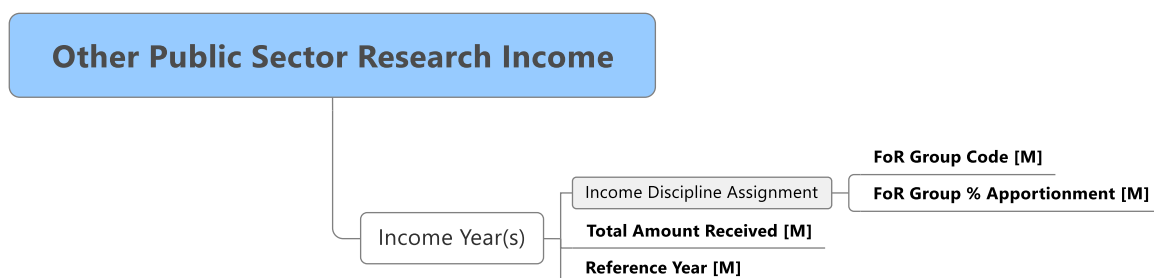 Other Public Sector Research Income
FoR Group Code [M]
Income Discipline Assignment
FoR Group % Apportionment [M]
Income Year(s)
Total Amount Received [M]
Reference Year [M]